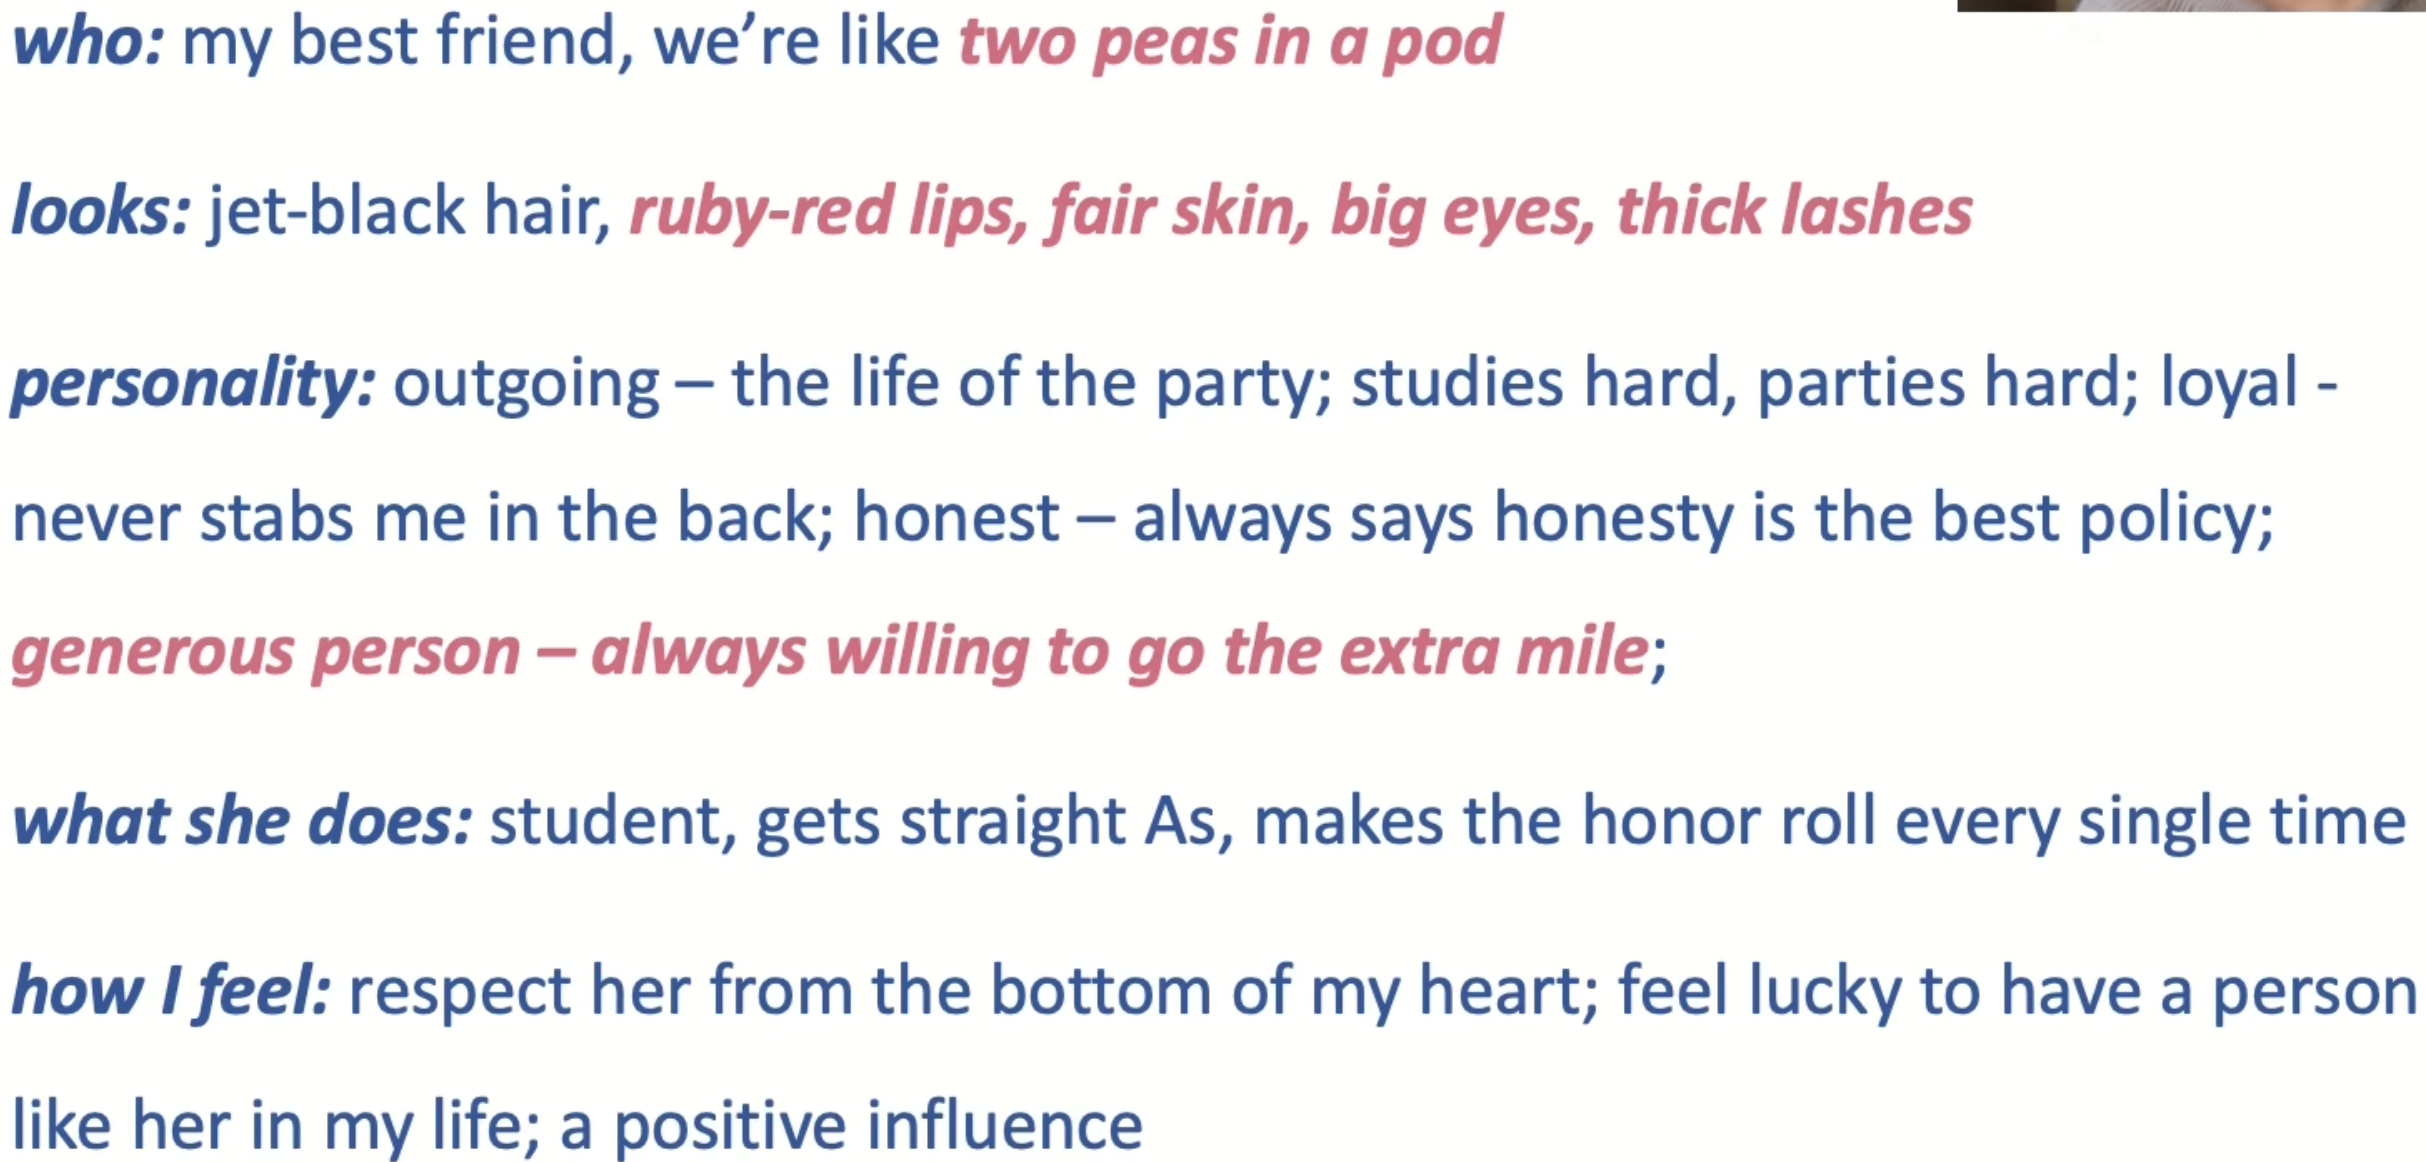 who: my best friend, we’re like two peas in a pod
looks: jet-black hair, ruby-red lips, fair skin, big eyes, thick lashes
personality: outgoing – the life of the party; studies hard, parties hard; loyal -
never stabs me in the back; honest – always says honesty is the best policy;
generous person – always willing to go the extra mile;
what she does: student, gets straight As, makes the honor roll every single time
how I feel: respect her from the bottom of my heart; feel lucky to have a person
like her in my life; a positive influence